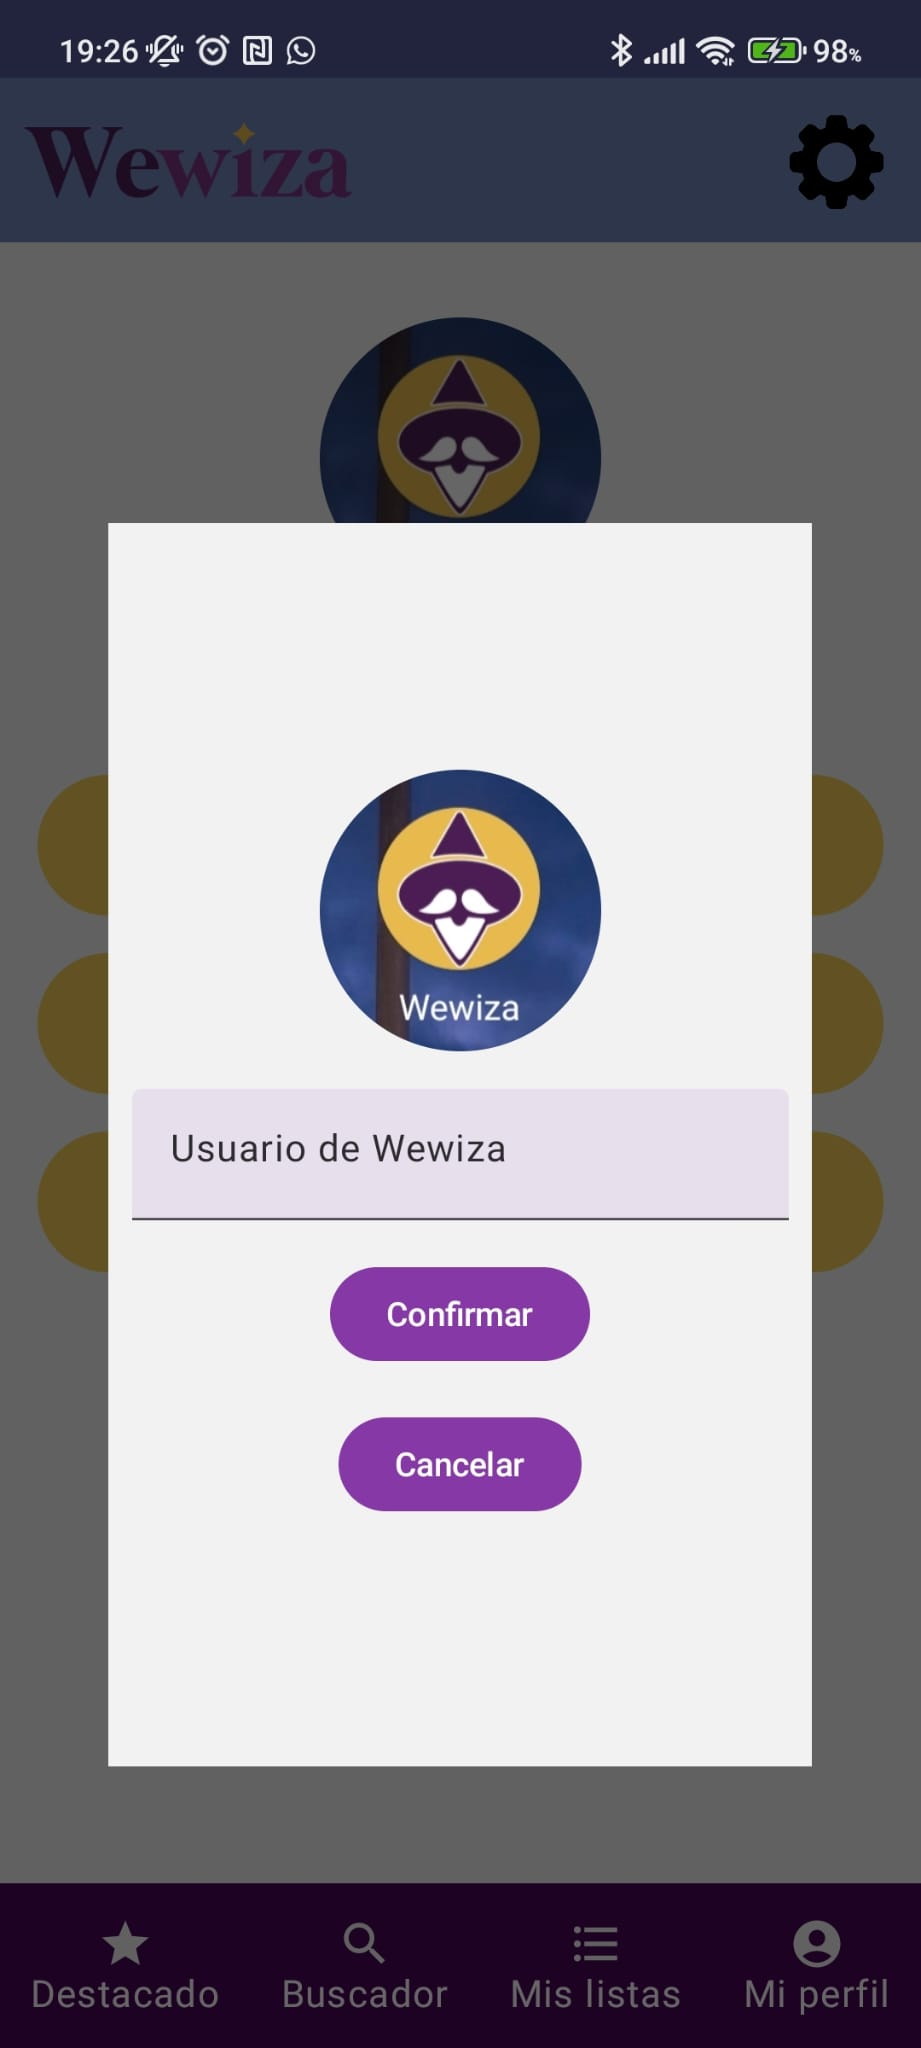 19:26
98%
Wewiza
Wewiza
Usuario de Wewiza
Confirmar
Cancelar
Destacado Buscador Mis listas Mi perfil